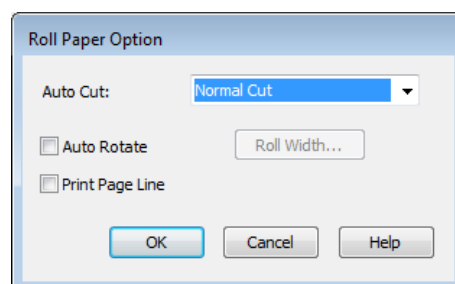 Roll Paper Option
Auto Cut: Normal Cut
Auto Rotate Roll Width...
Print Page Line
OK Cancel Help